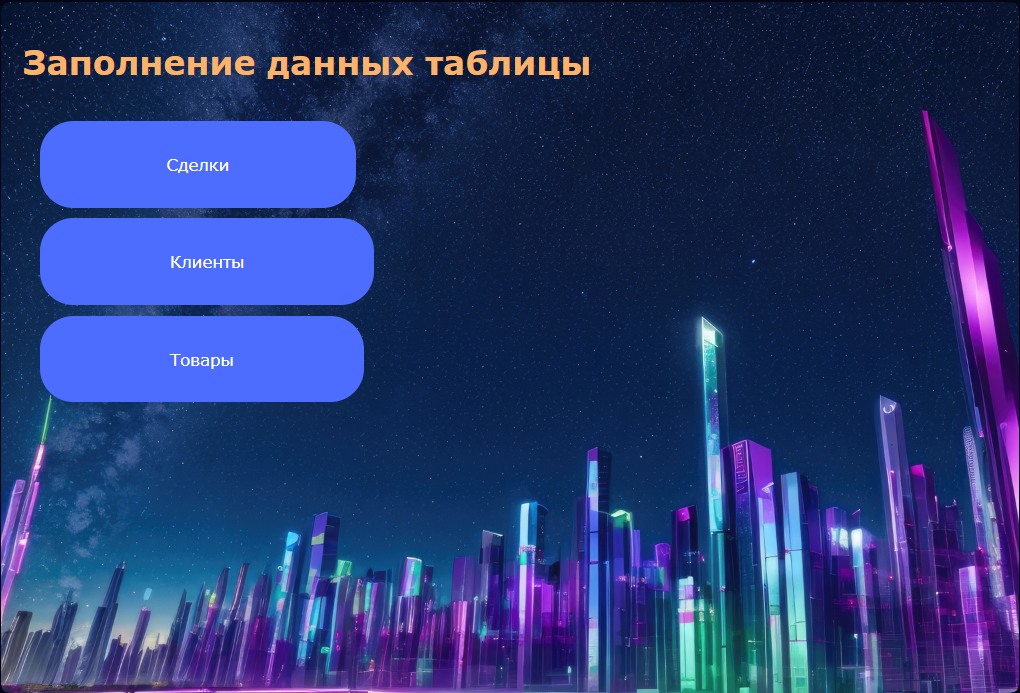 Заполнение данных таблицы
Сделки
Клиенты
Товары